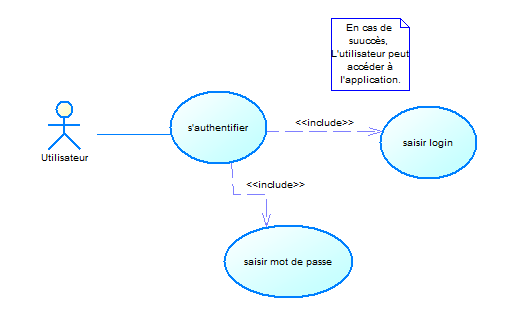 En cas de
suuccès,
L'utilisateur peut
accéder à
l'application.
<<include>>
s'authentifier
saisir login
Utilisateur
<<include>>
saisir mot de passe